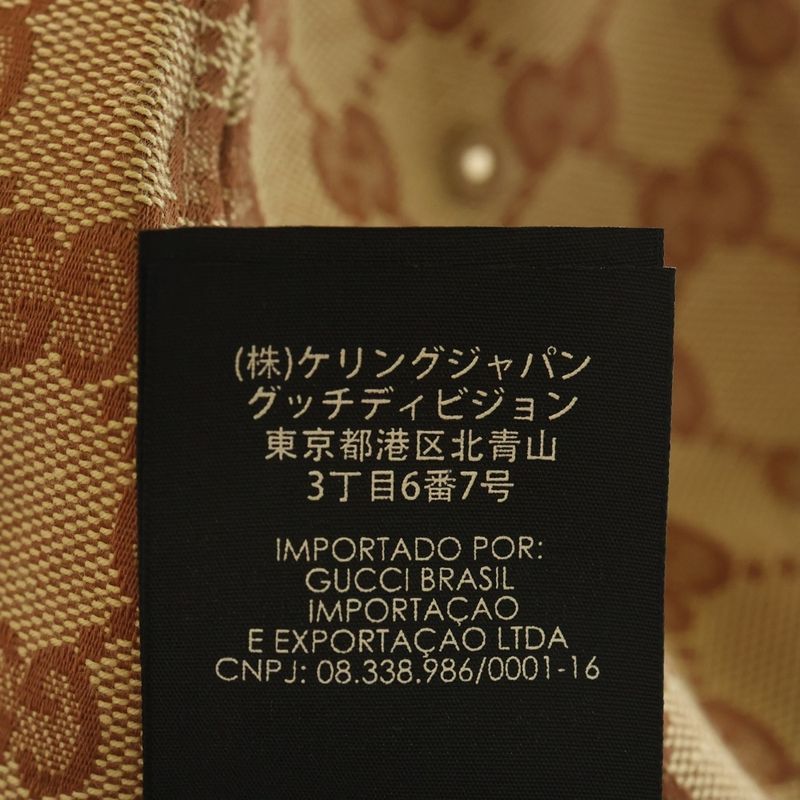 (株)ケリングジャパン
グッチディビジョン
東京都港区北青山
3丁目6番7号
IMPORTADO POR:
GUCCI BRASIL
IMPORTAÇAO
E EXPORTAÇAO LTDA
CNPJ: 08.338.986/0001-16